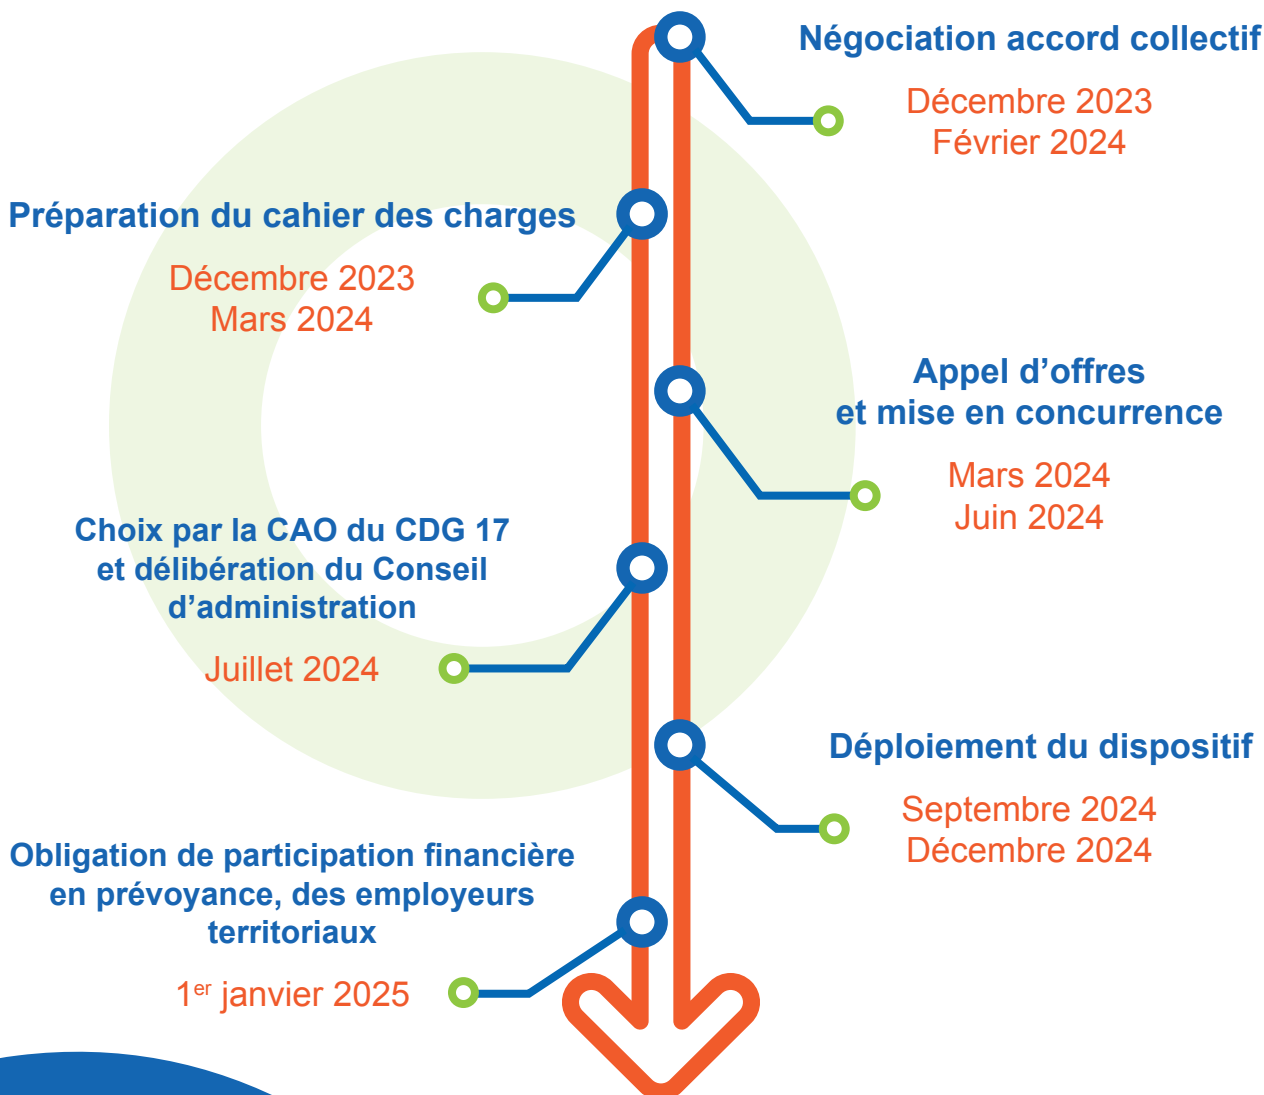 Négociation accord collectif
Décembre 2023
Février 2024
Préparation du cahier des charges
Décembre 2023
Mars 2024
Appel d’offres
et mise en concurrence
Mars 2024
Juin 2024
Choix par la CAO du CDG 17
et délibération du Conseil
d’administration
Juillet 2024
Déploiement du dispositif
Septembre 2024
Décembre 2024
Obligation de participation financière
en prévoyance, des employeurs
territoriaux
1er janvier 2025